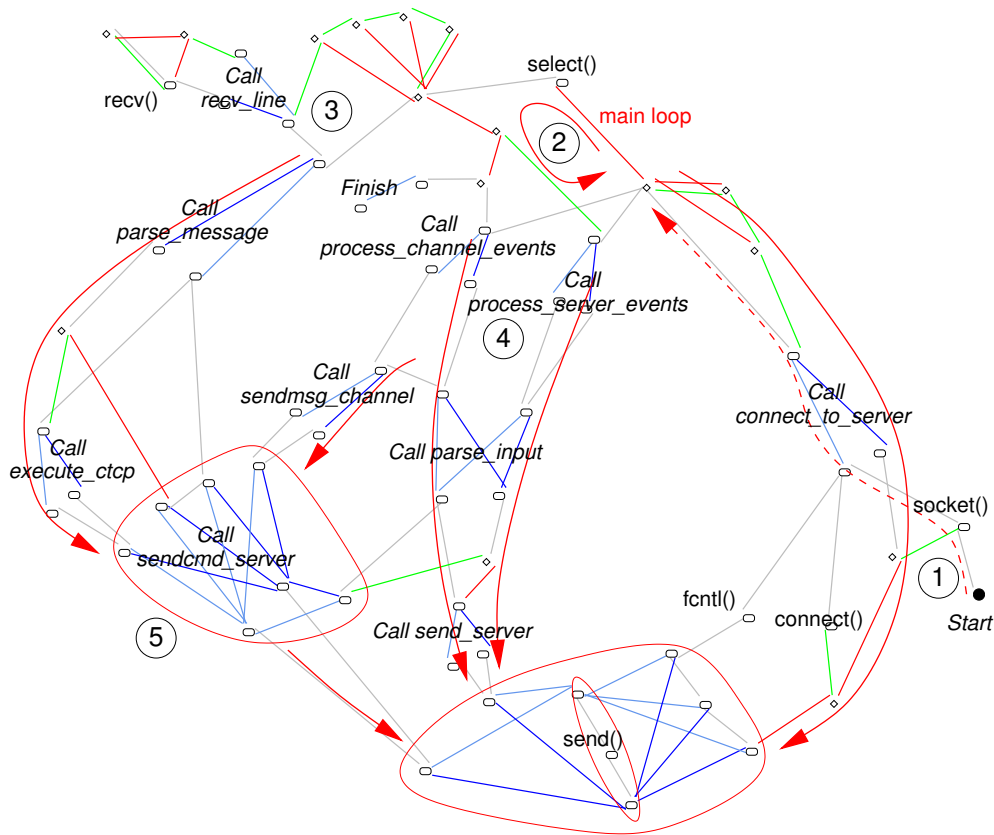 select()
Call
recv_line
recv()
3
main loop
2
Finish
Call
parse_message
Call
process_channel_events
Call
process_server_events
4
Call
sendmsg_channel
Call
connect_to_server
Call
execute_ctcp
Call parse_input
socket()
Call
sendcmd_server
1
fcntl()
connect()
Start
5
Call send_server
send()